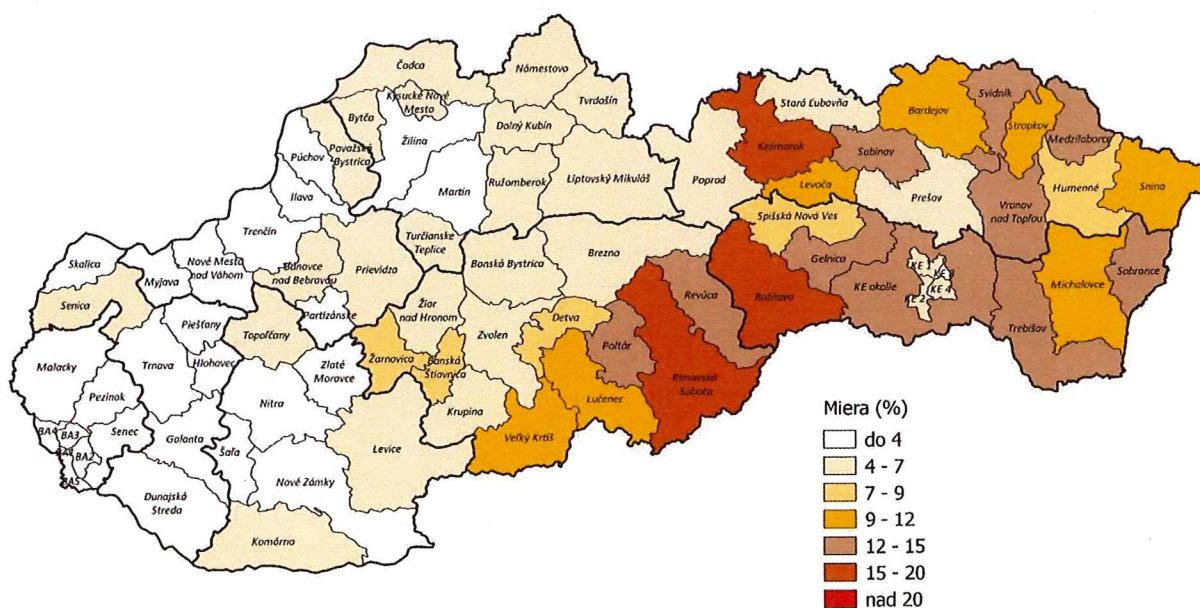 Čadca
Námestovo
Kysucké Nové
Mesto
Tvrdošín
Bytča
Stará Ľubovňa
Bardejov
Svidník
Stropkov
Medzilaborce
Považská
Bystrica
Žilina
Dolný Kubín
Kežmarok
Sabinov
Púchov
Martin
Ružomberok
Liptovský Mikuláš
Poprad
Levoča
Prešov
Vranov
nad Topľou
Humenné
Snina
Ilava
Trenčín
Turčianske
Teplice
Spišská Nová Ves
Skalica
Myjava
Nové Mesto
nad Váhom
Bánovce
nad Bebravou
Prievidza
Banská Bystrica
Brezno
Gelnica
KE 1
KE 3
KE okolie
KE 2
KE 4
Sobrance
Michalovce
Senica
Partizánske
Žiar
nad Hronom
Revúca
Rožňava
Trebišov
Piešťany
Topoľčany
Zvolen
Detva
Poltár
Malacky
Trnava
Hlohovec
Zlaté
Moravce
Žarnovica
Banská
Štiavnica
Rimavská
Sobota
Pezinok
Nitra
Krupina
Lučenec
BA4
BA3
Senec
Galanta
Šaľa
Levice
Veľký Krtíš
BA2
BA5
Dunajská
Streda
Nové Zámky
Komárno
Miera (%)
do 4
4 - 7
7 - 9
9 - 12
12 - 15
15 - 20
nad 20